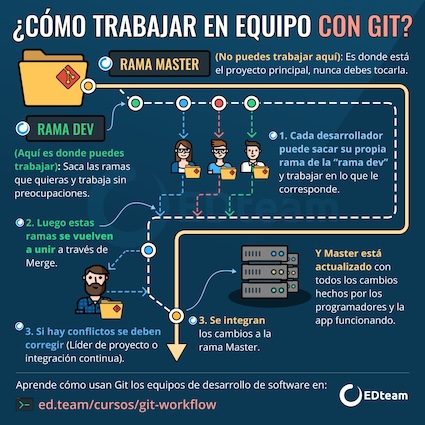 ¿CÓMO TRABAJAR EN EQUIPO CON GIT?
RAMA MASTER
(No puedes trabajar aquí): Es donde está
el proyecto principal, nunca debes tocarla.
RAMA DEV
(Aquí es donde puedes
trabajar): Saca las ramas
que quieras y trabaja sin
preocupaciones.
1. Cada desarrollador
puede sacar su propia
rama de la "rama dev"
y trabajar en lo que le
corresponde.
EDteam
2. Luego estas
ramas se vuelven
a unir a través de
Merge.
Y Master está
actualizado con
todos los cambios
hechos por los
programadores y la
app funcionando.
3. Si hay conflictos se deben
corregir (Líder de proyecto o
integración continua).
3. Se integran
los cambios a la
rama Master.
Aprende cómo usan Git los equipos de desarrollo de software en:
ed.team/cursos/git-workflow
EDteam